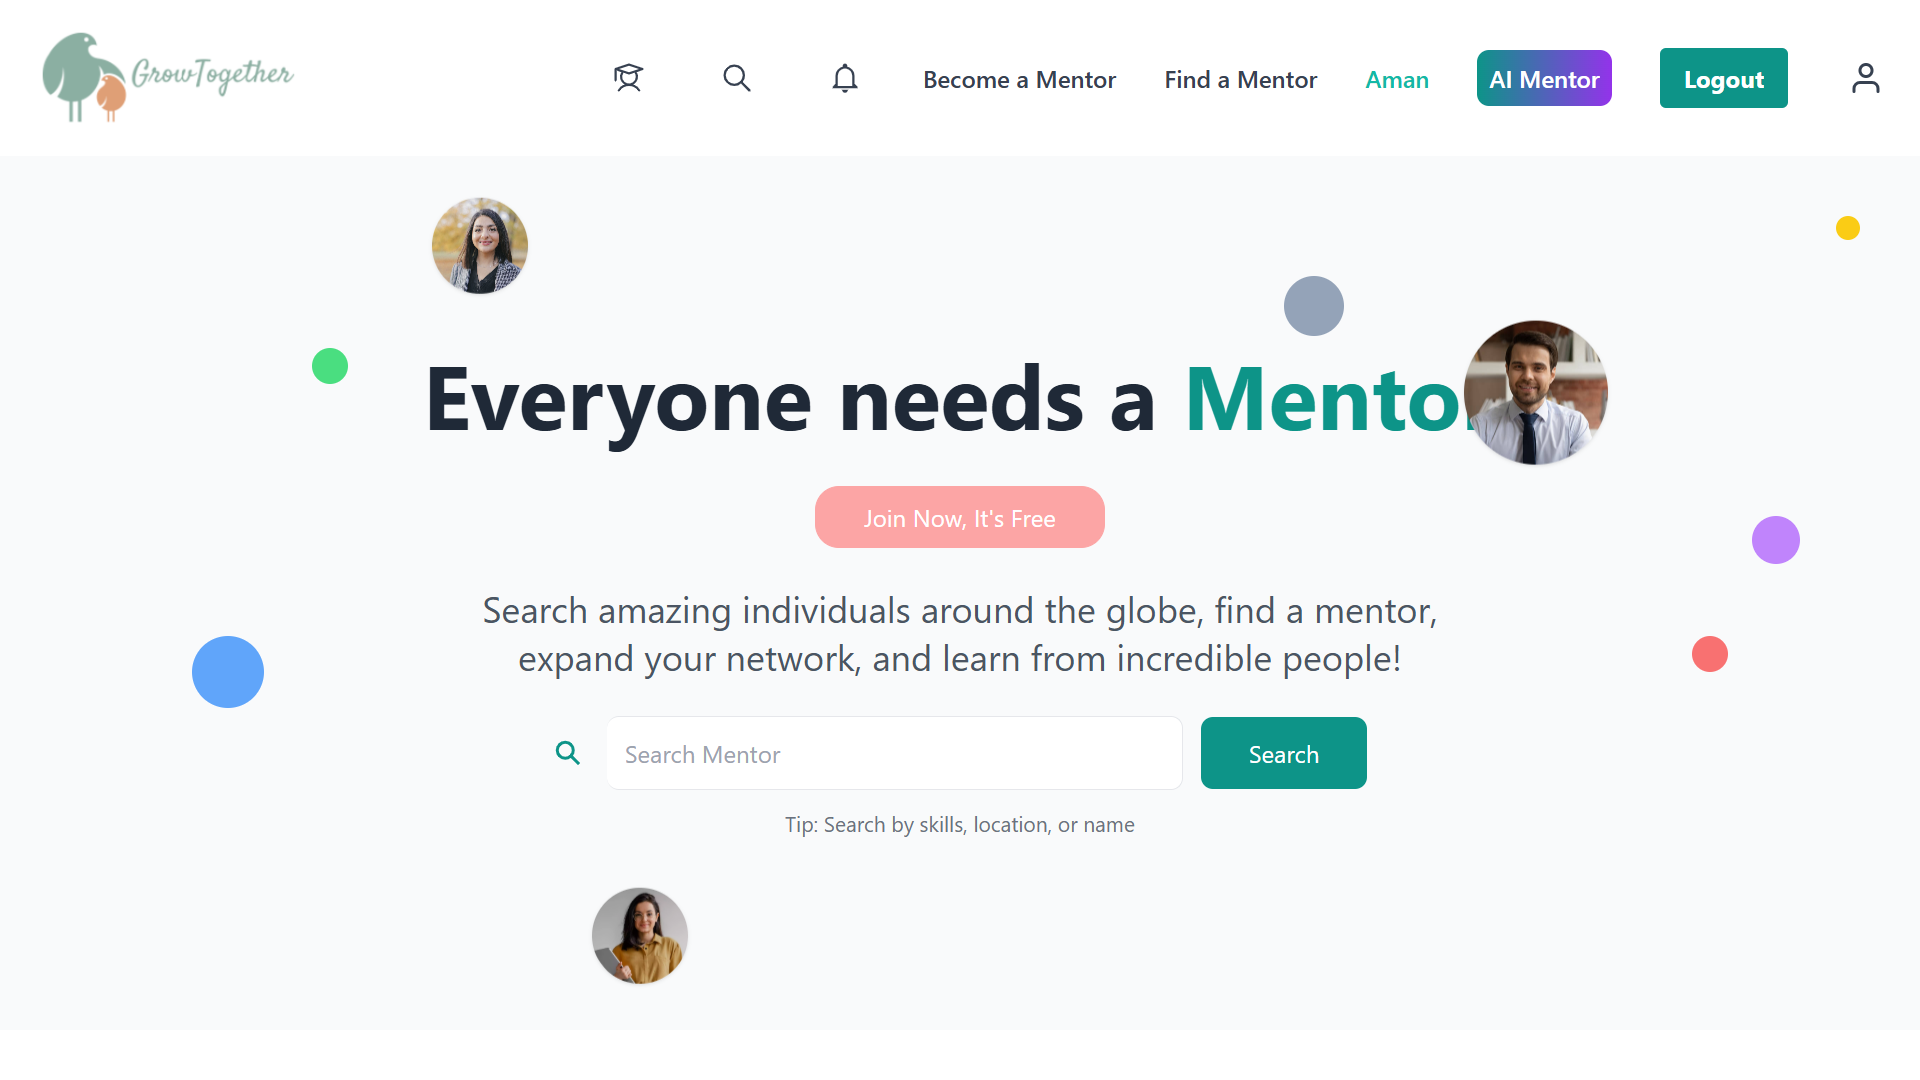 GrowTogether
Become a Mentor
Find a Mentor
Aman
AI Mentor
Logout
Everyone needs a Mento
Join Now, It's Free
Search amazing individuals around the globe, find a mentor,
expand your network, and learn from incredible people!
Search Mentor
Search
Tip: Search by skills, location, or name